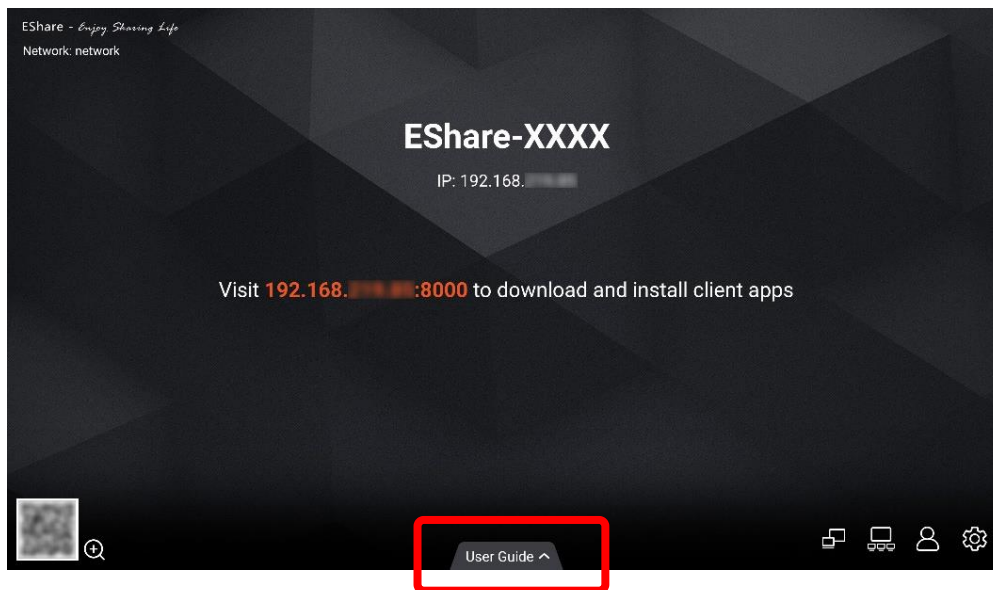 EShare - Enjoy Sharing Life
Network: network
EShare-XXXX
IP: 192.168.
Visit 192.168. :8000 to download and install client apps
User Guide